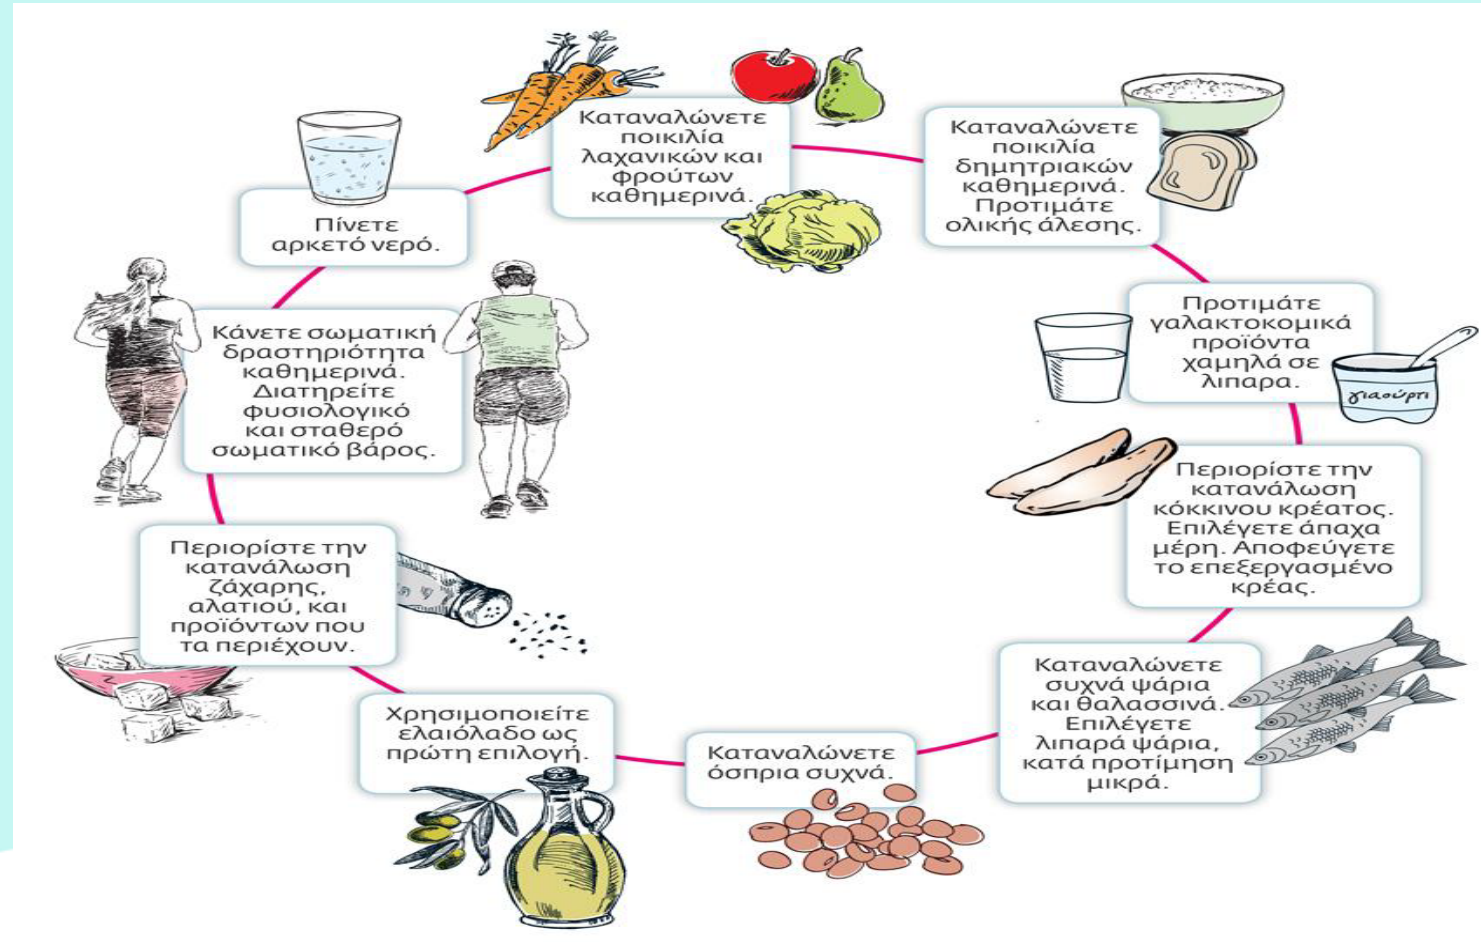 Καταναλώνετε
ποικιλία
λαχανικών και
φρούτων
καθημερινά.
Καταναλώνετε
ποικιλία
δημητριακών
καθημερινά.
Προτιμάτε
ολικής άλεσης.
Προτιμάτε
γαλακτοκομικά
προϊόντα
χαμηλά σε
λιπαρα.
γιαούρτι
Περιορίστε την
κατανάλωση
κόκκινου κρέατος.
Επιλέγετε άπαχα
μέρη. Αποφεύγετε
το επεξεργασμένο
κρέας.
Καταναλώνετε
συχνά ψάρια
και θαλασσινά.
Επιλέγετε
λιπαρά ψάρια,
κατά προτίμηση
μικρά.
Καταναλώνετε
όσπρια συχνά.
Χρησιμοποιείτε
ελαιόλαδο ως
πρώτη επιλογή.
Περιορίστε την
κατανάλωση
ζάχαρης,
αλατιού, και
προϊόντων που
τα περιέχουν.
Κάνετε σωματική
δραστηριότητα
καθημερινά.
Διατηρείτε
φυσιολογικό
και σταθερό
σωματικό βάρος.
Πίνετε
αρκετό νερό.